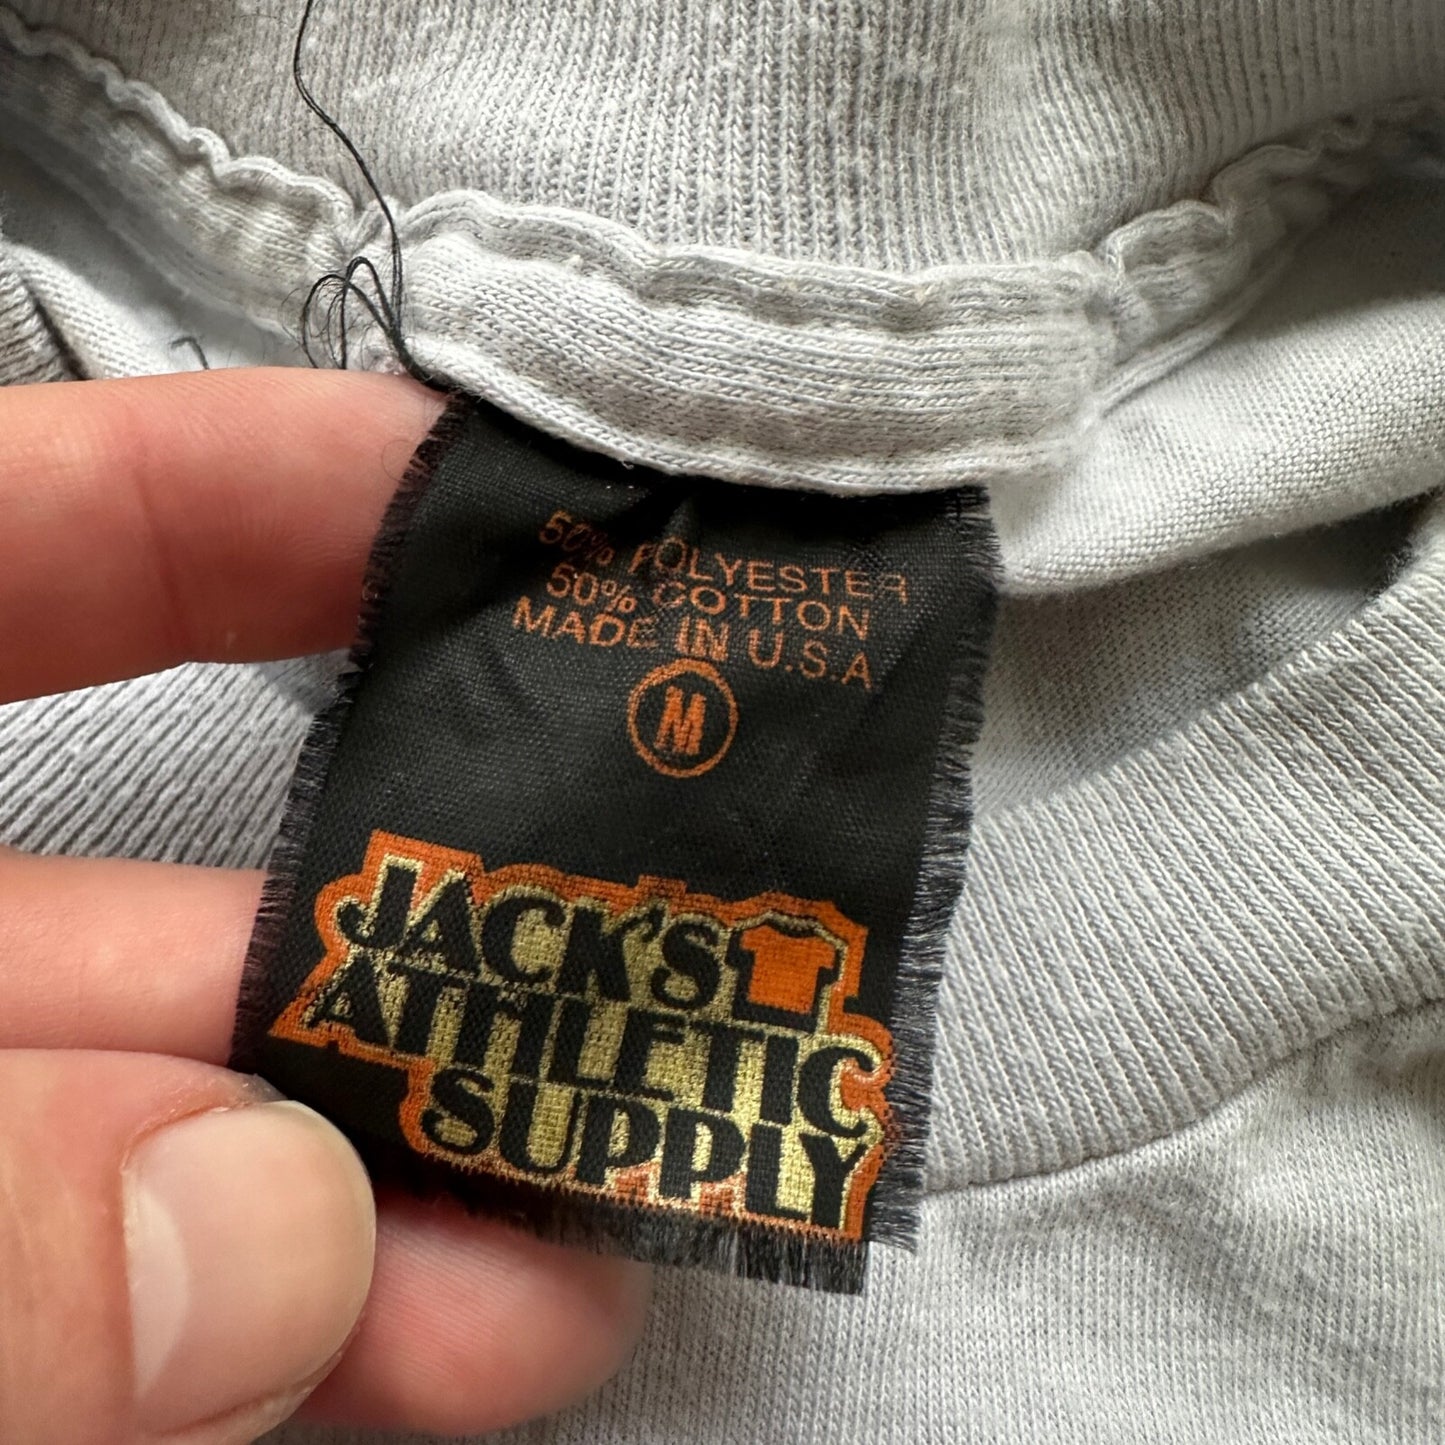 50% POLYESTER
50% COTTON
MADE IN U.S.A
M
JACK'S
ATHLETIC
SUPPLY